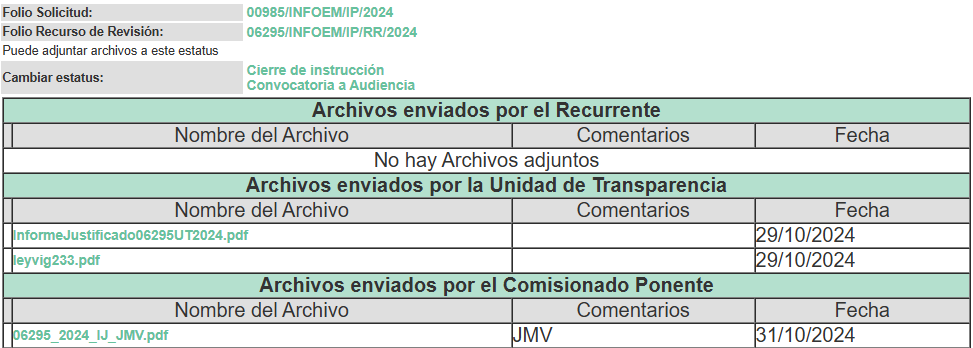 Folio Solicitud: 00985/INFOEM/IP/2024
Folio Recurso de Revisión: 06295/INFOEM/IP/RR/2024
Puede adjuntar archivos a este estatus
Cambiar estatus: Cierre de instrucción
Convocatoria a Audiencia
Archivos enviados por el Recurrente
Nombre del Archivo Comentarios Fecha
No hay Archivos adjuntos
Archivos enviados por la Unidad de Transparencia
Nombre del Archivo Comentarios Fecha
InformeJustificado06295UT2024.pdf 29/10/2024
leyvig233.pdf 29/10/2024
Archivos enviados por el Comisionado Ponente
Nombre del Archivo Comentarios Fecha
06295_2024_IJ_JMV.pdf JMV 31/10/2024